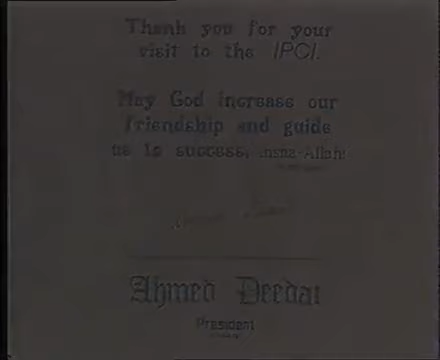 Thank you for your
visit to the IPCI.
May God increase our
friendship and guide
us to success, Insha-Allah!
Ahmed Deedat
President